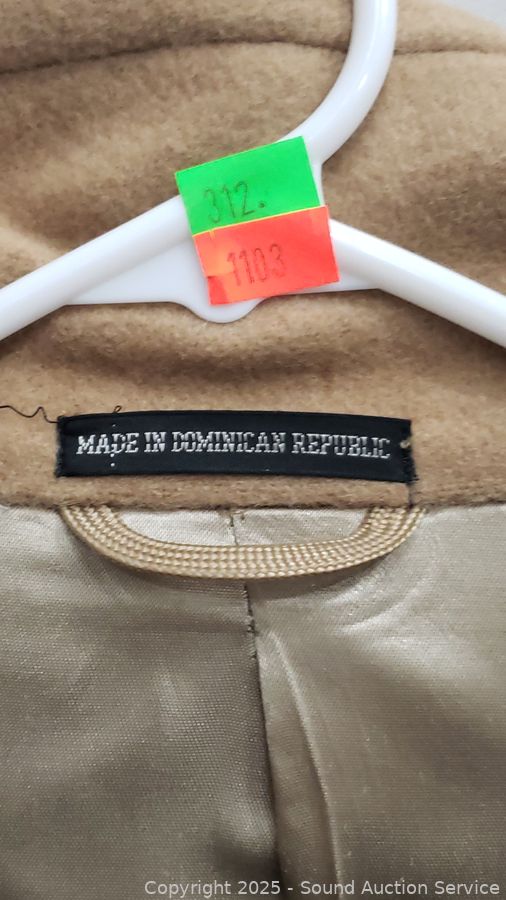 312.
1103
MADE IN DOMINICAN REPUBLIC
Copyright 2025 - Sound Auction Service